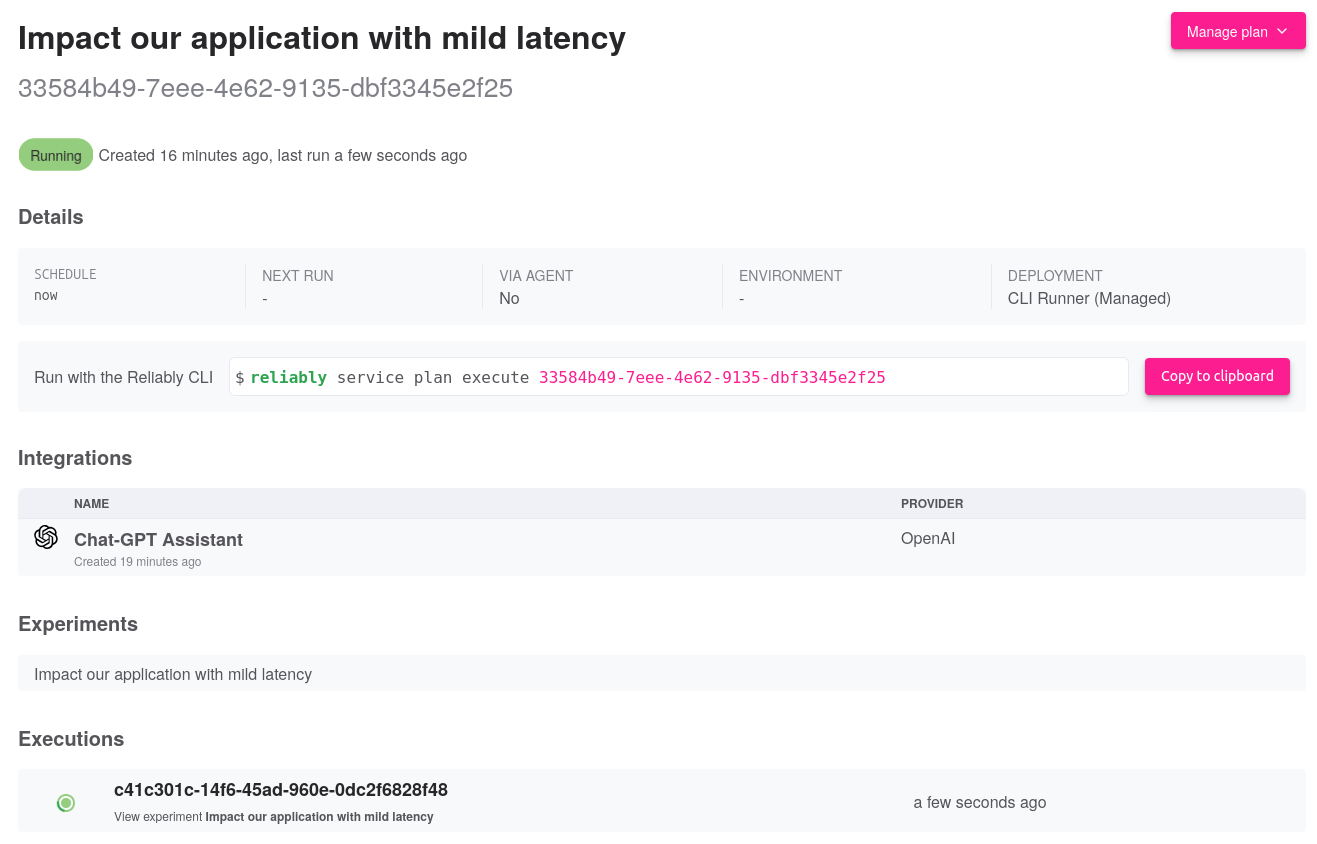 Impact our application with mild latency
Manage plan
33584b49-7eee-4e62-9135-dbf3345e2f25
Running Created 16 minutes ago, last run a few seconds ago
Details
SCHEDULE NEXT RUN VIA AGENT ENVIRONMENT DEPLOYMENT
now - No - CLI Runner (Managed)
Run with the Reliably CLI $ reliably service plan execute 33584b49-7eee-4e62-9135-dbf3345e2f25 Copy to clipboard
Integrations
NAME PROVIDER
Chat-GPT Assistant OpenAI
Created 19 minutes ago
Experiments
Impact our application with mild latency
Executions
c41c301c-14f6-45ad-960e-0dc2f6828f48
a few seconds ago
View experiment Impact our application with mild latency